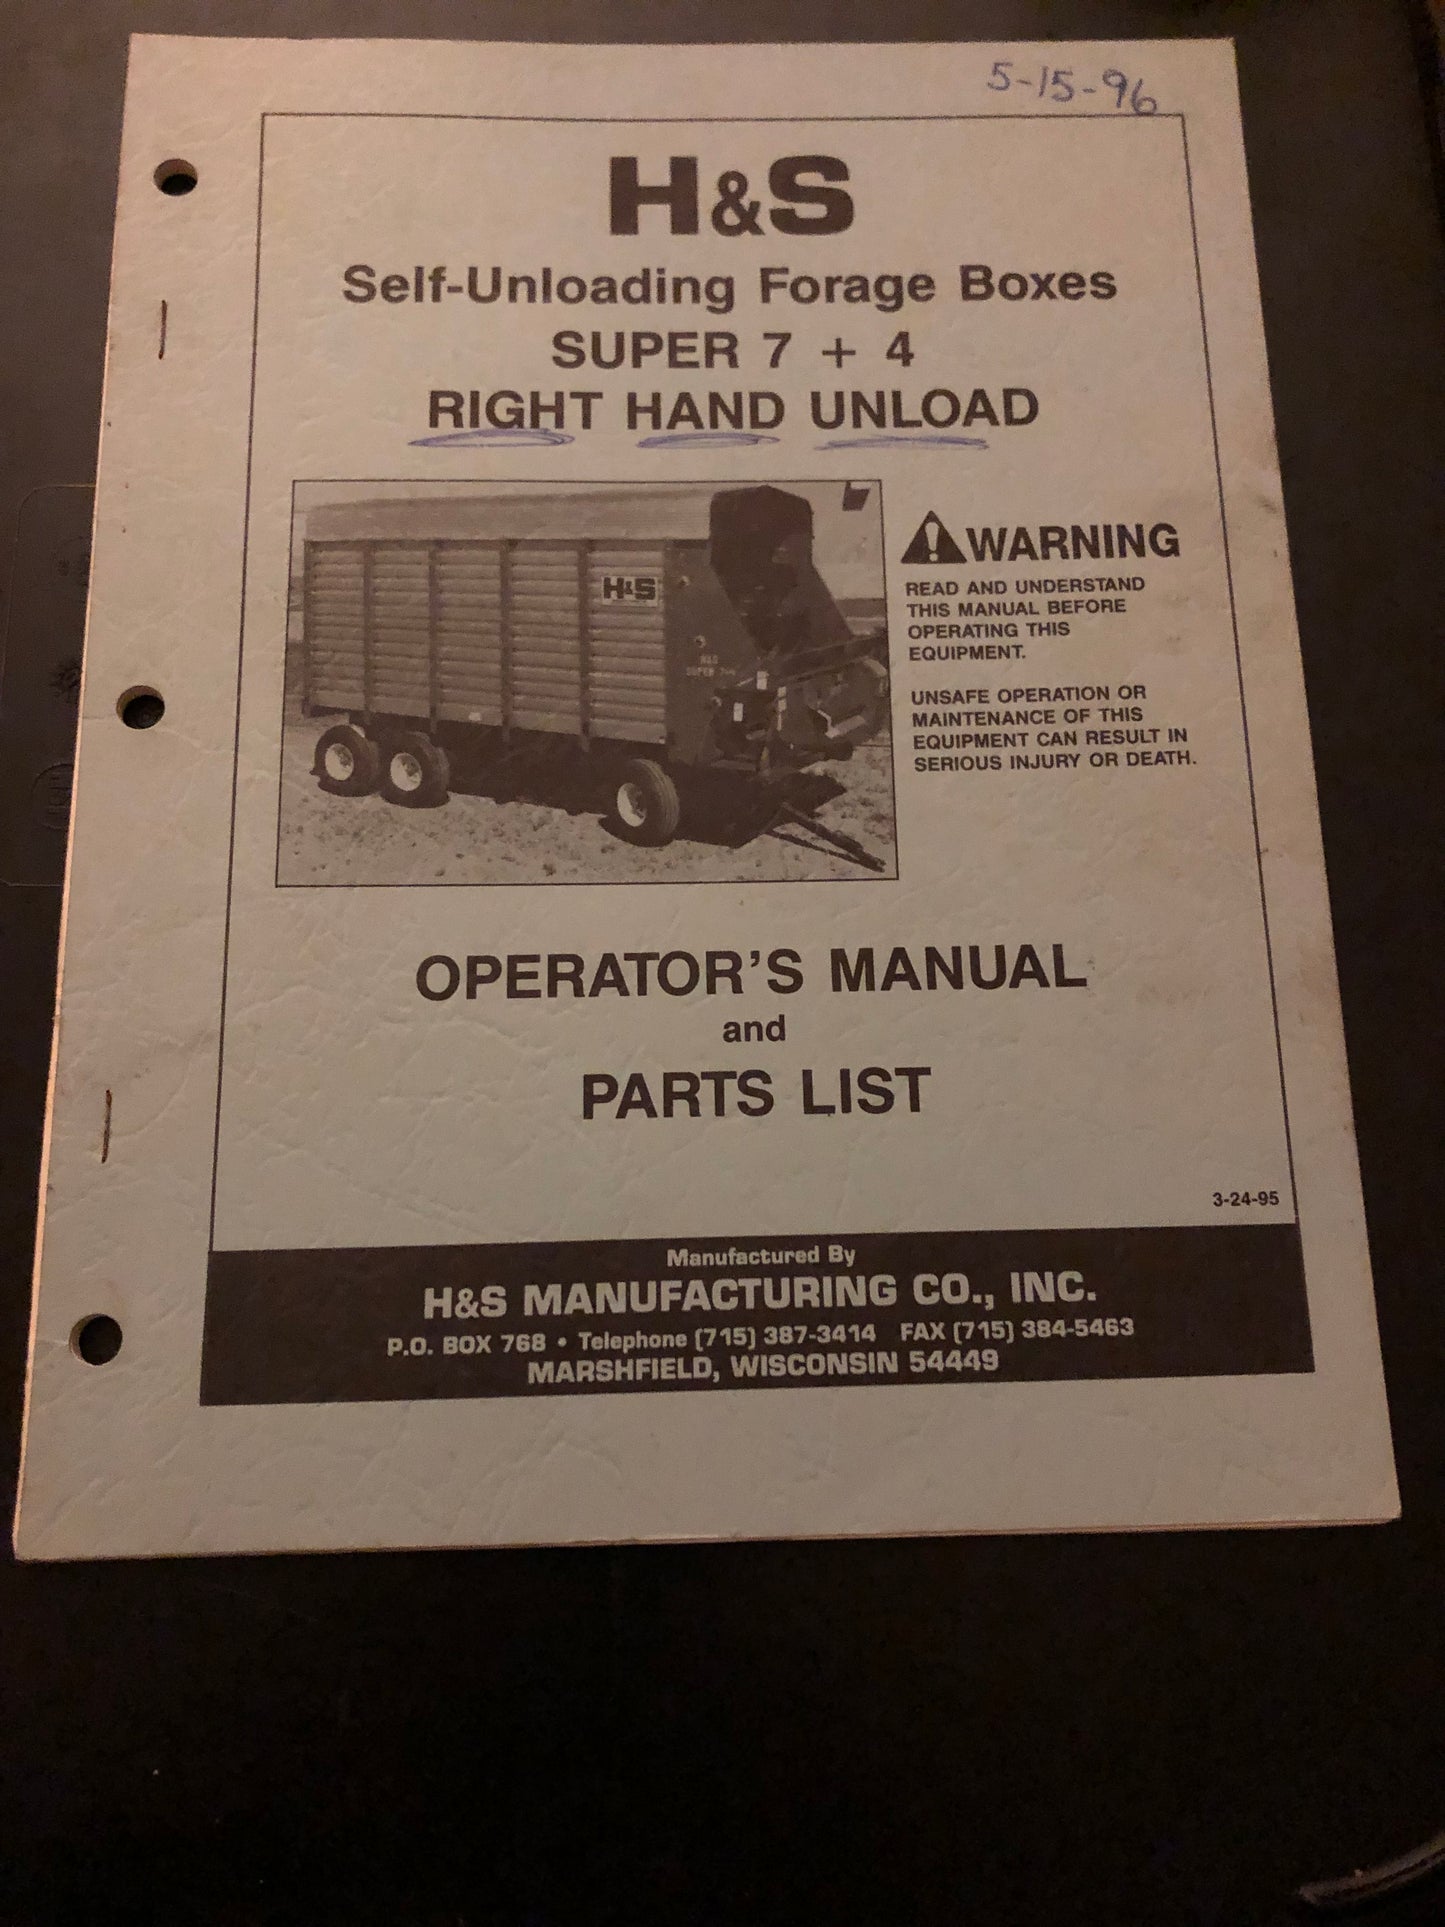 5-15-96
H&S
Self-Unloading Forage Boxes
SUPER 7 + 4
RIGHT HAND UNLOAD
H&S
H&S
SUPER 7+4
WARNING
READ AND UNDERSTAND
THIS MANUAL BEFORE
OPERATING THIS
EQUIPMENT.
UNSAFE OPERATION OR
MAINTENANCE OF THIS
EQUIPMENT CAN RESULT IN
SERIOUS INJURY OR DEATH.
OPERATOR'S MANUAL
and
PARTS LIST
3-24-95
Manufactured By
H&S MANUFACTURING CO., INC.
P.O. BOX 768 • Telephone (715) 387-3414 FAX (715) 384-5463
MARSHFIELD, WISCONSIN 54449